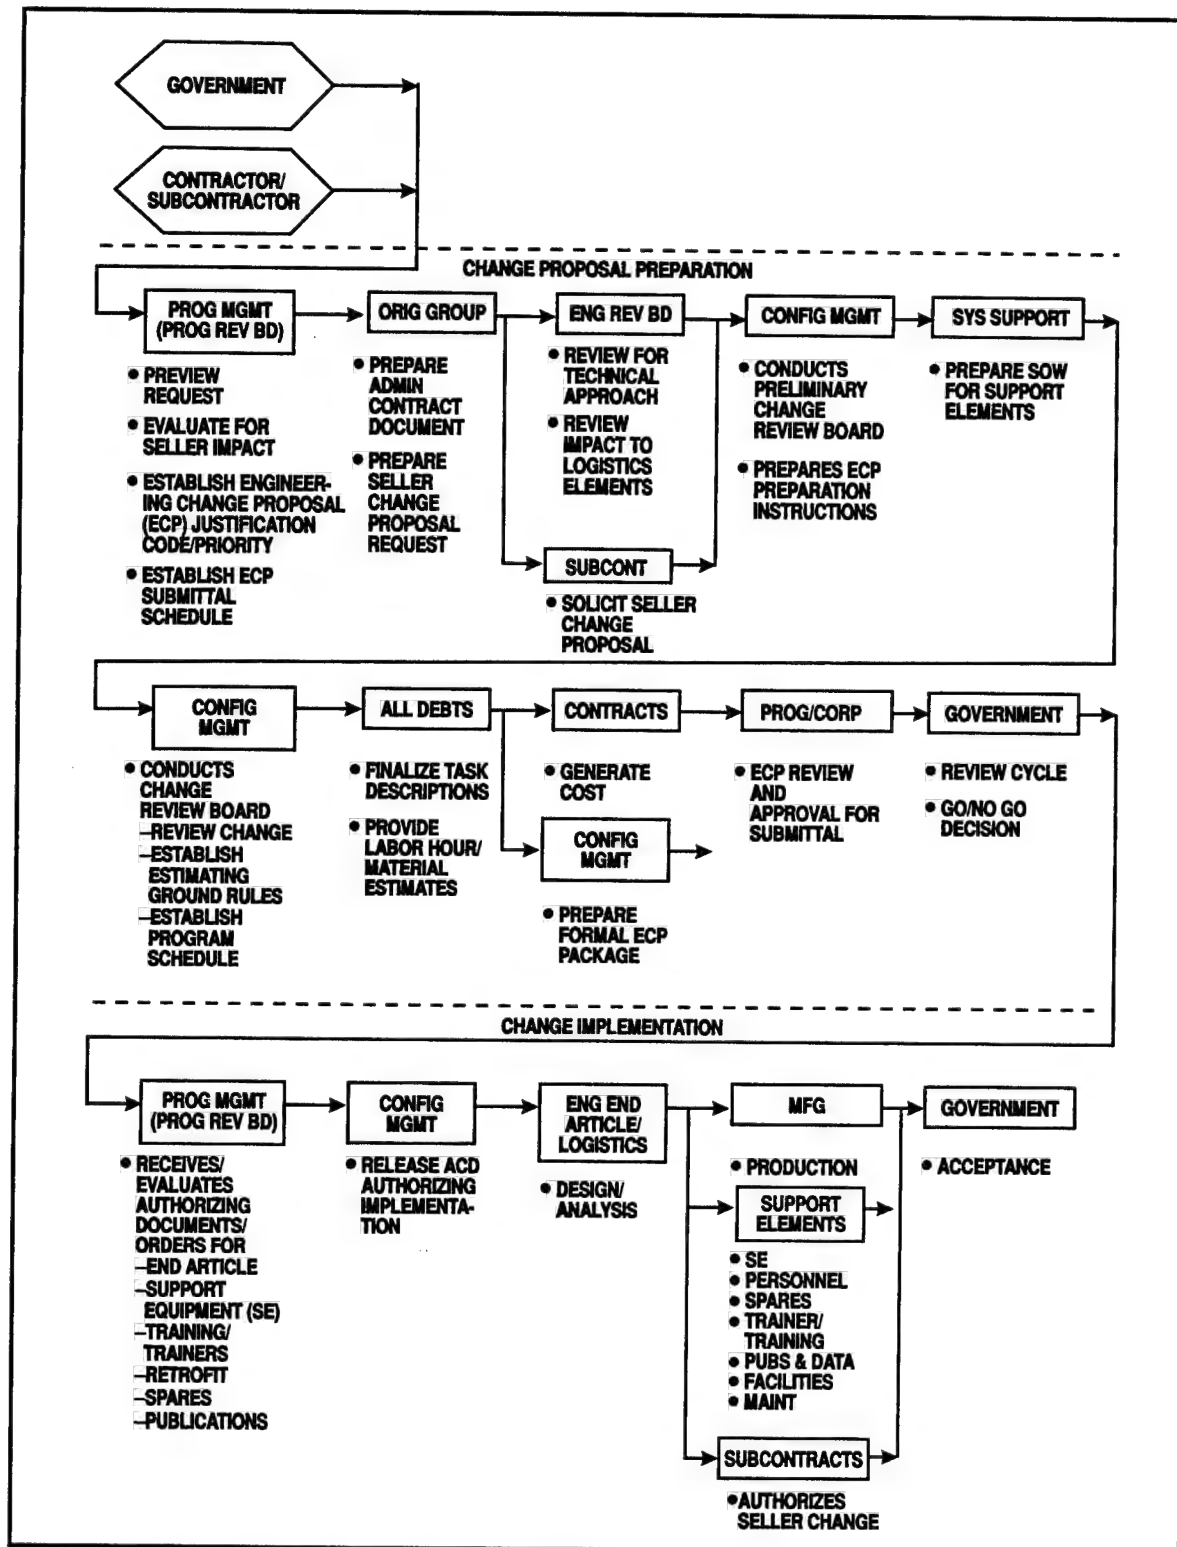 GOVERNMENT
CONTRACTOR/
SUBCONTRACTOR
CHANGE PROPOSAL PREPARATION
PROG MGMT
(PROG REV BD)
● PREVIEW
REQUEST
● EVALUATE FOR
SELLER IMPACT
● ESTABLISH ENGINEER-
ING CHANGE PROPOSAL
(ECP) JUSTIFICATION
CODE/PRIORITY
● ESTABLISH ECP
SUBMITTAL
SCHEDULE
ORIG GROUP
● PREPARE
ADMIN
CONTRACT
DOCUMENT
● PREPARE
SELLER
CHANGE
PROPOSAL
REQUEST
ENG REV BD
● REVIEW FOR
TECHNICAL
APPROACH
● REVIEW
IMPACT TO
LOGISTICS
ELEMENTS
SUBCONT
● SOLICIT SELLER
CHANGE
PROPOSAL
CONFIG MGMT
● CONDUCTS
PRELIMINARY
CHANGE
REVIEW BOARD
● PREPARES ECP
PREPARATION
INSTRUCTIONS
SYS SUPPORT
● PREPARE SOW
FOR SUPPORT
ELEMENTS
CONFIG
MGMT
● CONDUCTS
CHANGE
REVIEW BOARD
–REVIEW CHANGE
–ESTABLISH
ESTIMATING
GROUND RULES
–ESTABLISH
PROGRAM
SCHEDULE
ALL DEBTS
● FINALIZE TASK
DESCRIPTIONS
● PROVIDE
LABOR HOUR/
MATERIAL
ESTIMATES
CONTRACTS
● GENERATE
COST
CONFIG
MGMT
● PREPARE
FORMAL ECP
PACKAGE
PROG/CORP
● ECP REVIEW
AND
APPROVAL FOR
SUBMITTAL
GOVERNMENT
● REVIEW CYCLE
● GO/NO GO
DECISION
CHANGE IMPLEMENTATION
PROG MGMT
(PROG REV BD)
● RECEIVES/
EVALUATES
AUTHORIZING
DOCUMENTS/
ORDERS FOR
–END ARTICLE
–SUPPORT
EQUIPMENT (SE)
–TRAINING/
TRAINERS
–RETROFIT
–SPARES
–PUBLICATIONS
CONFIG
MGMT
● RELEASE ACD
AUTHORIZING
IMPLEMENTA-
TION
ENG END
ARTICLE/
LOGISTICS
● DESIGN/
ANALYSIS
MFG
● PRODUCTION
SUPPORT
ELEMENTS
● SE
● PERSONNEL
● SPARES
● TRAINER/
TRAINING
● PUBS & DATA
● FACILITIES
● MAINT
SUBCONTRACTS
● AUTHORIZES
SELLER CHANGE
GOVERNMENT
● ACCEPTANCE